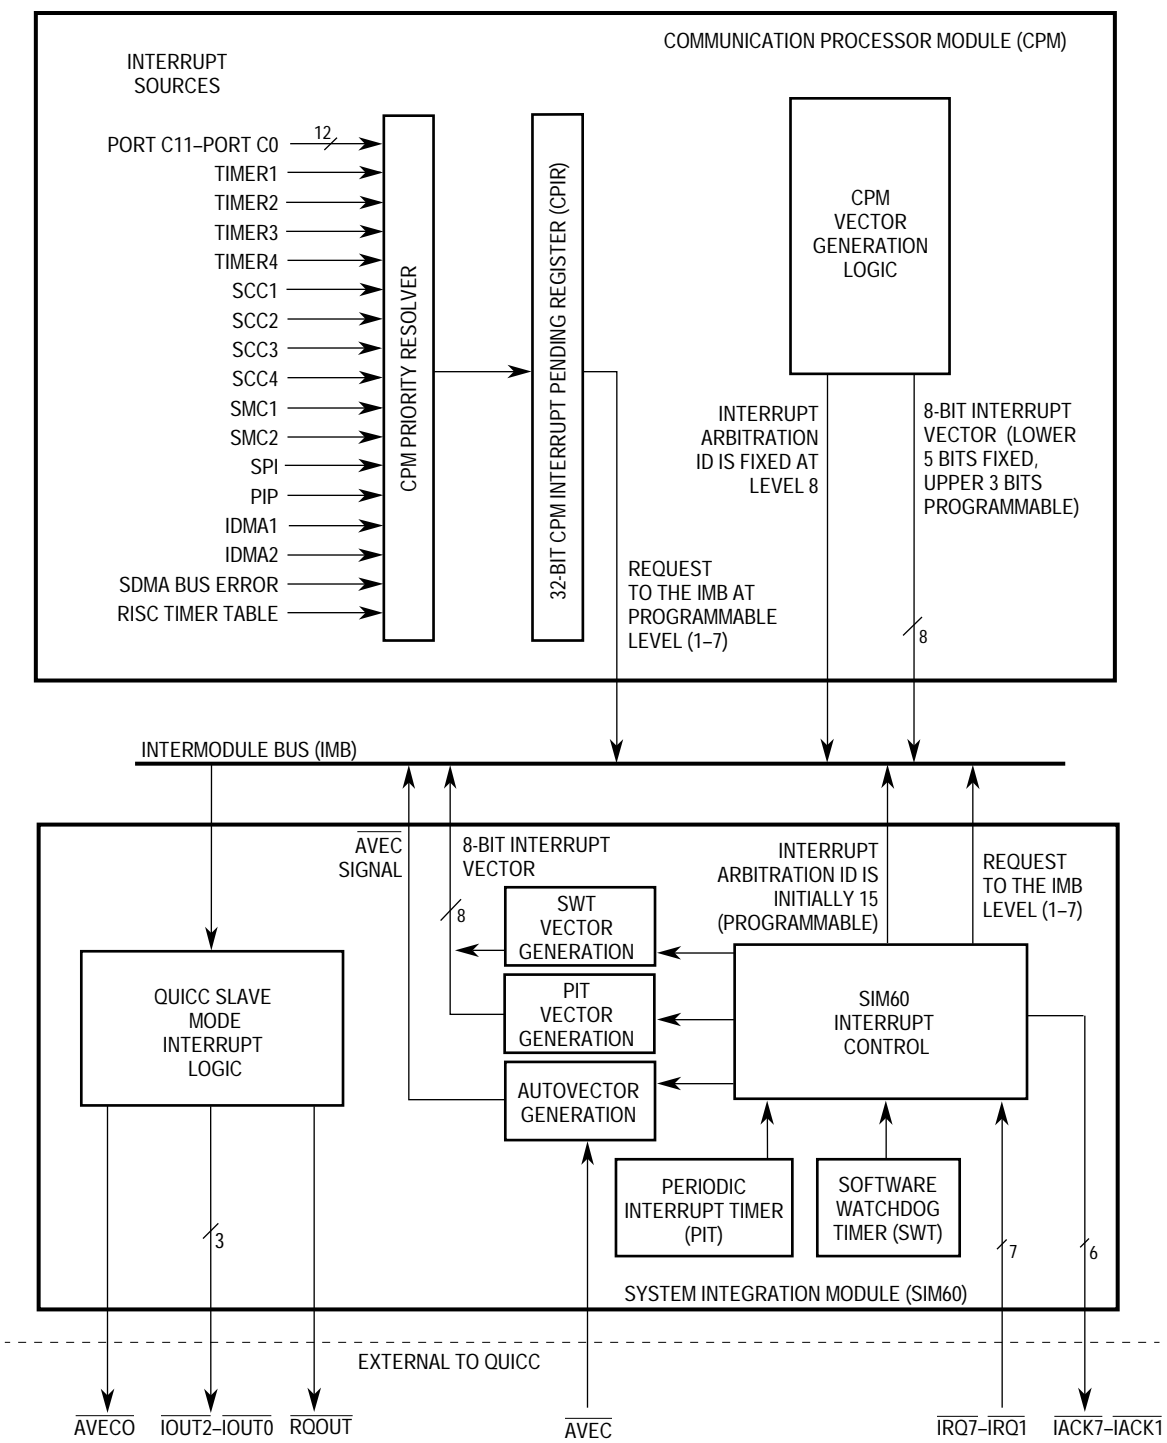 COMMUNICATION PROCESSOR MODULE (CPM)
INTERRUPT
SOURCES
PORT C11–PORT C0
12
TIMER1
TIMER2
TIMER3
TIMER4
SCC1
SCC2
SCC3
SCC4
SMC1
SMC2
SPI
PIP
IDMA1
IDMA2
SDMA BUS ERROR
RISC TIMER TABLE
CPM PRIORITY RESOLVER
32-BIT CPM INTERRUPT PENDING REGISTER (CPIR)
CPM
VECTOR
GENERATION
LOGIC
INTERRUPT
ARBITRATION
ID IS FIXED AT
LEVEL 8
8-BIT INTERRUPT
VECTOR (LOWER
5 BITS FIXED,
UPPER 3 BITS
PROGRAMMABLE)
REQUEST
TO THE IMB AT
PROGRAMMABLE
LEVEL (1–7)
8
INTERMODULE BUS (IMB)
AVEC
SIGNAL
8-BIT INTERRUPT
VECTOR
8
INTERRUPT
ARBITRATION ID IS
INITIALLY 15
(PROGRAMMABLE)
REQUEST
TO THE IMB
LEVEL (1–7)
SWT
VECTOR
GENERATION
PIT
VECTOR
GENERATION
AUTOVECTOR
GENERATION
QUICC SLAVE
MODE
INTERRUPT
LOGIC
SIM60
INTERRUPT
CONTROL
PERIODIC
INTERRUPT TIMER
(PIT)
SOFTWARE
WATCHDOG
TIMER (SWT)
3
7
6
SYSTEM INTEGRATION MODULE (SIM60)
EXTERNAL TO QUICC
AVECO
IOUT2–IOUT0
RQOUT
AVEC
IRQ7–IRQ1
IACK7–IACK1